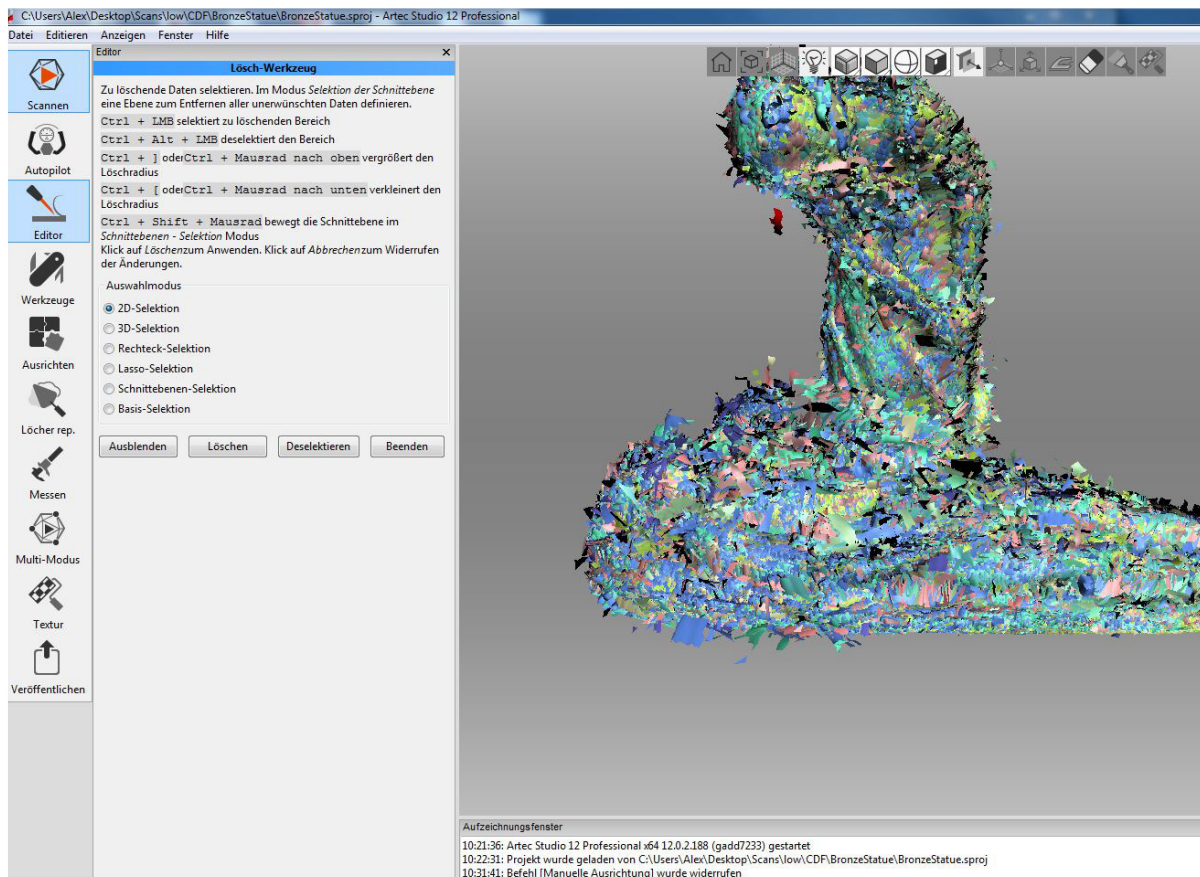 C:\Users\Alex\Desktop\Scans\low\CDF\BronzeStatue\BronzeStatue.sproj - Artec Studio 12 Professional
Datei Editieren Anzeigen Fenster Hilfe
Scannen
Autopilot
Editor
Werkzeuge
Ausrichten
Löcher rep.
Messen
Multi-Modus
Textur
Veröffentlichen
Editor x
Lösch-Werkzeug
Zu löschende Daten selektieren. Im Modus Selektion der Schnittebene
eine Ebene zum Entfernen aller unerwünschten Daten definieren.
Ctrl + LMB selektiert zu löschenden Bereich
Ctrl + Alt + LMB deselektiert den Bereich
Ctrl + ] oderCtrl + Mausrad nach oben vergrößert den
Löschradius
Ctrl + [ oderCtrl + Mausrad nach unten verkleinert den
Löschradius
Ctrl + Shift + Mausrad bewegt die Schnittebene im
Schnittebenen - Selektion Modus
Klick auf Löschenzum Anwenden. Klick auf Abbrechenzum Widerrufen
der Änderungen.
Auswahlmodus
2D-Selektion
3D-Selektion
Rechteck-Selektion
Lasso-Selektion
Schnittebenen-Selektion
Basis-Selektion
Ausblenden Löschen Deselektieren Beenden
Aufzeichnungsfenster
10:21:36: Artec Studio 12 Professional x64 12.0.2.188 (gadd7233) gestartet
10:22:31: Projekt wurde geladen von C:\Users\Alex\Desktop\Scans\low\CDF\BronzeStatue\BronzeStatue.sproj
10:31:41: Befehl [Manuelle Ausrichtung] wurde widerrufen